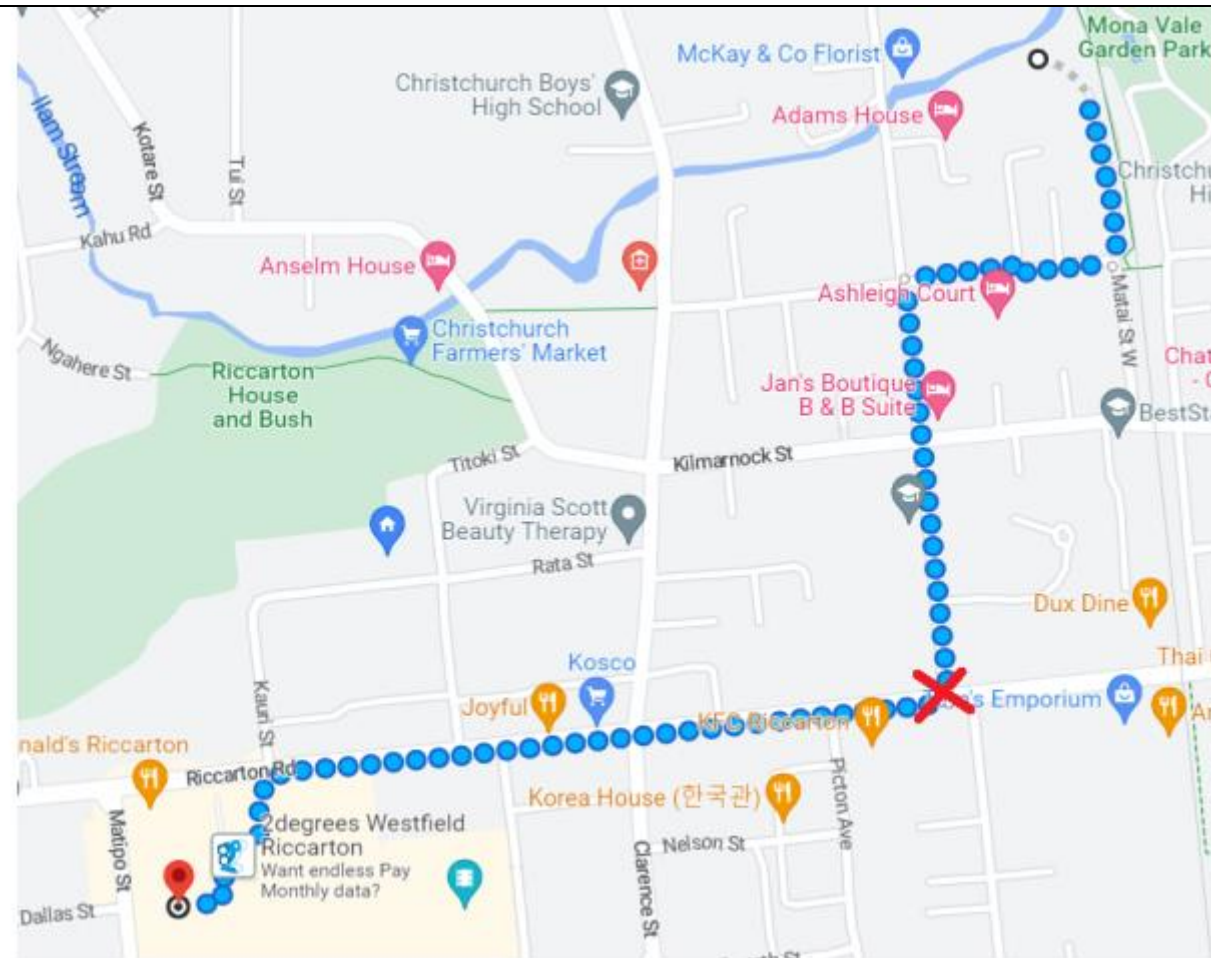 Mona Vale
Garden Park
McKay & Co Florist
Christchurch Boys'
High School
Adams House
Ilam Stream
Kotare St
Tui St
Christchu
Hi
Kahu Rd
Anselm House
Ashleigh Court
Matai St W
Christchurch
Farmers' Market
Ngahere St
Riccarton
House
and Bush
Jan's Boutique
B & B Suite
Chat
- C
BestSta
Titoki St
Kilmarnock St
Virginia Scott
Beauty Therapy
Rata St
Dux Dine
Kosco
Thai
Kauri St
Joyful
KFC Riccarton
's Emporium
Ar
nald's Riccarton
Riccarton Rd
Korea House (한국관)
Picton Ave
Matipo St
2degrees Westfield
Riccarton
Want endless Pay
Monthly data?
Nelson St
Clarence St
Dallas St